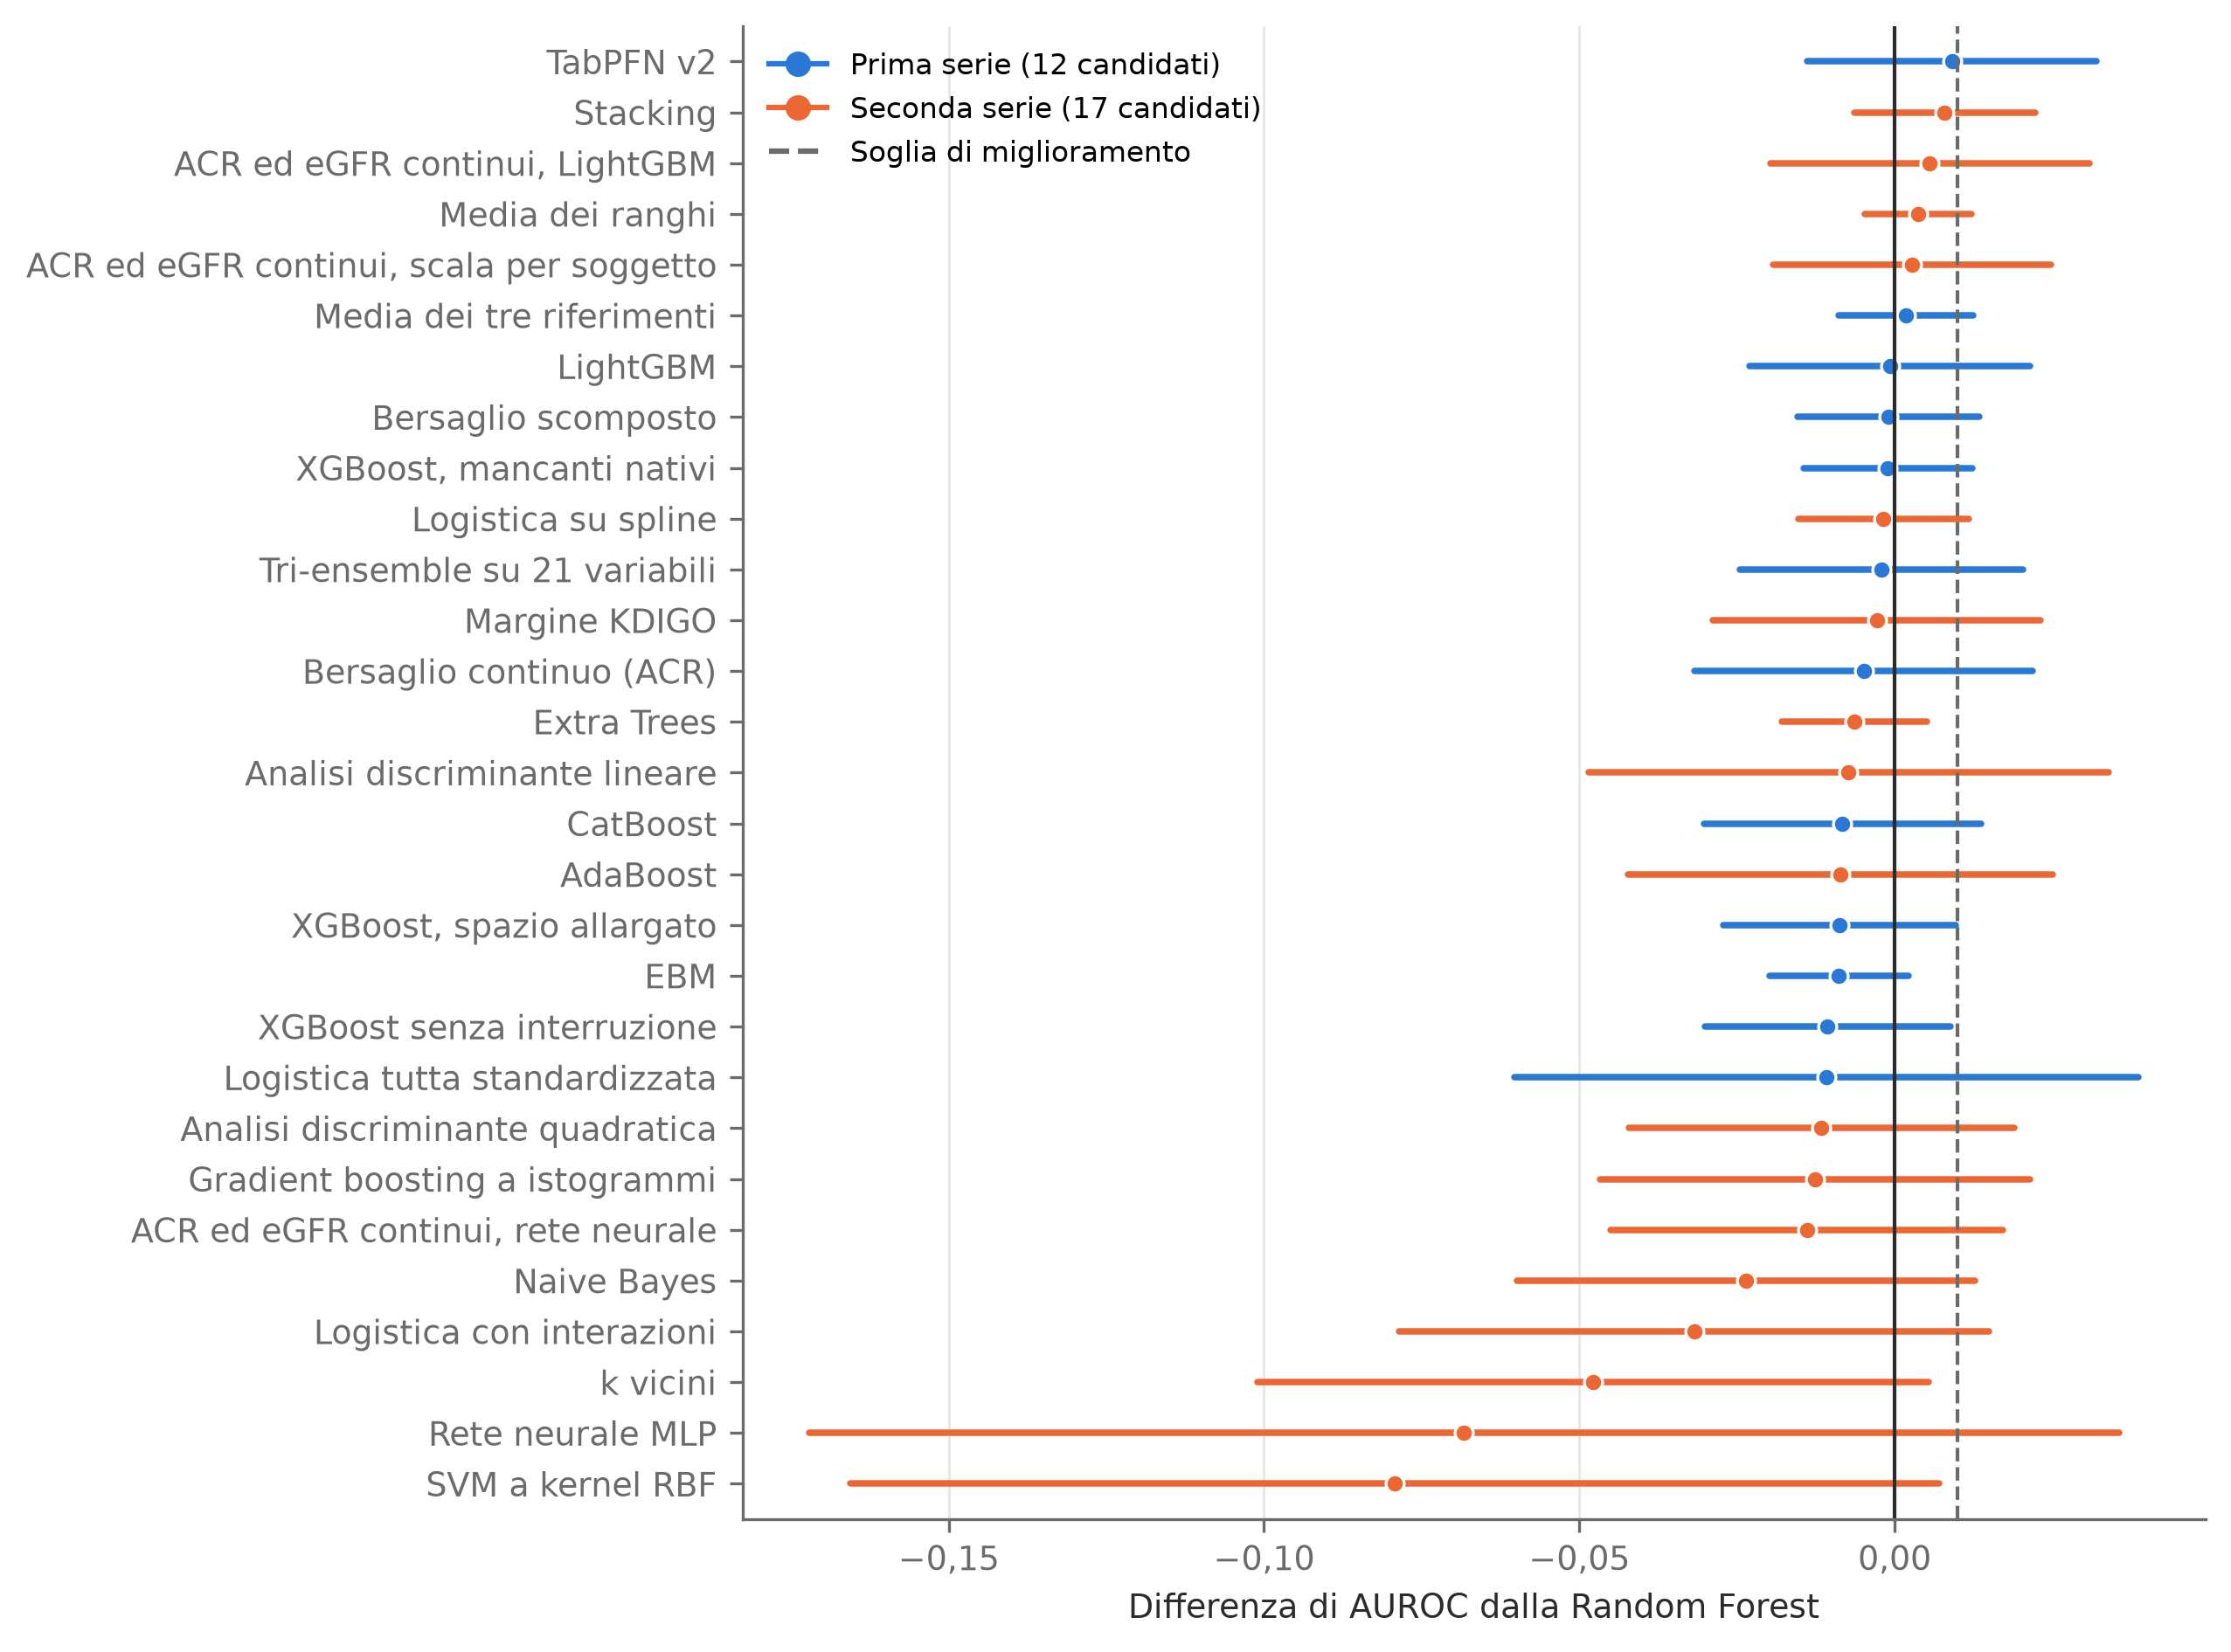 TabPFN v2
Stacking
ACR ed eGFR continui, LightGBM
Media dei ranghi
ACR ed eGFR continui, scala per soggetto
Media dei tre riferimenti
LightGBM
Bersaglio scomposto
XGBoost, mancanti nativi
Logistica su spline
Tri-ensemble su 21 variabili
Margine KDIGO
Bersaglio continuo (ACR)
Extra Trees
Analisi discriminante lineare
CatBoost
AdaBoost
XGBoost, spazio allargato
EBM
XGBoost senza interruzione
Logistica tutta standardizzata
Analisi discriminante quadratica
Gradient boosting a istogrammi
ACR ed eGFR continui, rete neurale
Naive Bayes
Logistica con interazioni
k vicini
Rete neurale MLP
SVM a kernel RBF
Prima serie (12 candidati)
Seconda serie (17 candidati)
Soglia di miglioramento
−0,15 −0,10 −0,05 0,00
Differenza di AUROC dalla Random Forest